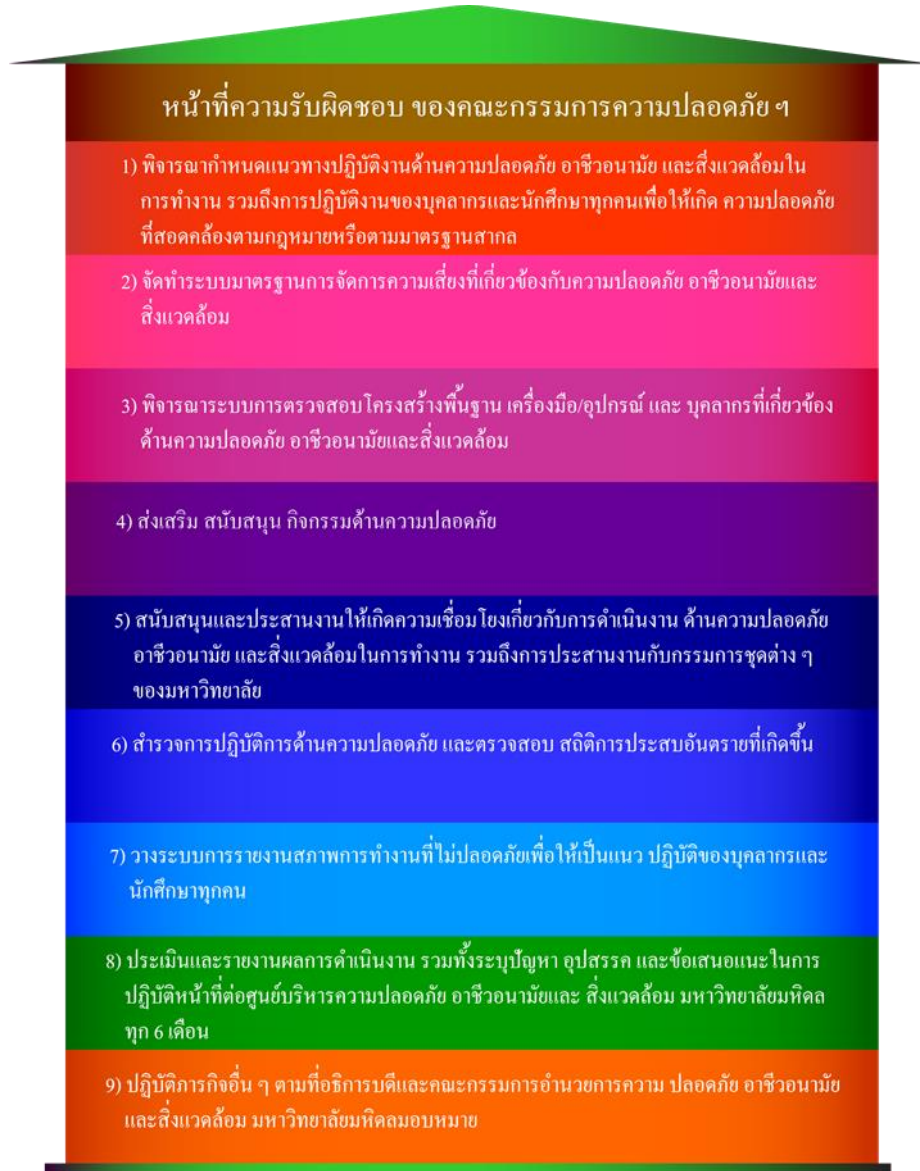 หน้าที่ความรับผิดชอบ ของคณะกรรมการความปลอดภัย ฯ
1) พิจารณากำหนดแนวทางปฏิบัติงานด้านความปลอดภัย อาชีวอนามัย และสิ่งแวดล้อมใน
การทำงาน รวมถึงการปฏิบัติงานของบุคลากรและนักศึกษาทุกคนเพื่อให้เกิด ความปลอดภัย
ที่สอดคล้องตามกฎหมายหรือตามมาตรฐานสากล
2) จัดทำระบบมาตรฐานการจัดการความเสี่ยงที่เกี่ยวข้องกับความปลอดภัย อาชีวอนามัยและ
สิ่งแวดล้อม
3) พิจารณาระบบการตรวจสอบโครงสร้างพื้นฐาน เครื่องมือ/อุปกรณ์ และ บุคลากรที่เกี่ยวข้อง
ด้านความปลอดภัย อาชีวอนามัยและสิ่งแวดล้อม
4) ส่งเสริม สนับสนุน กิจกรรมด้านความปลอดภัย
5) สนับสนุนและประสานงานให้เกิดความเชื่อมโยงเกี่ยวกับการดำเนินงาน ด้านความปลอดภัย
อาชีวอนามัย และสิ่งแวดล้อมในการทำงาน รวมถึงการประสานงานกับกรรมการชุดต่าง ๆ
ของมหาวิทยาลัย
6) สำรวจการปฏิบัติการด้านความปลอดภัย และตรวจสอบ สถิติการประสบอันตรายที่เกิดขึ้น
7) วางระบบการรายงานสภาพการทำงานที่ไม่ปลอดภัยเพื่อให้เป็นแนว ปฏิบัติของบุคลากรและ
นักศึกษาทุกคน
8) ประเมินและรายงานผลการดำเนินงาน รวมทั้งระบุปัญหา อุปสรรค และข้อเสนอแนะในการ
ปฏิบัติหน้าที่ต่อศูนย์บริหารความปลอดภัย อาชีวอนามัยและ สิ่งแวดล้อม มหาวิทยาลัยมหิดล
ทุก 6 เดือน
9) ปฏิบัติภารกิจอื่น ๆ ตามที่อธิการบดีและคณะกรรมการอำนวยการความ ปลอดภัย อาชีวอนามัย
และสิ่งแวดล้อม มหาวิทยาลัยมหิดลมอบหมาย